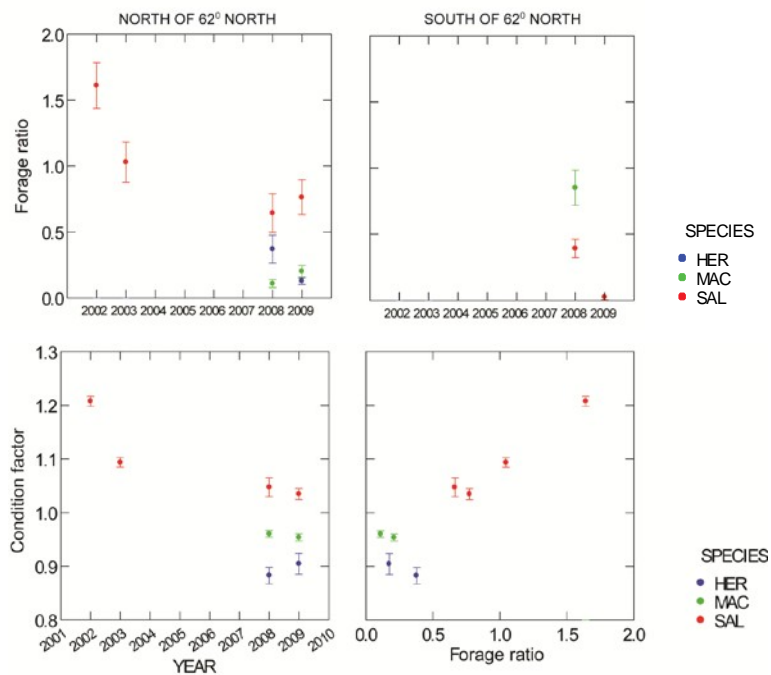 NORTH OF 62⁰ NORTH
SOUTH OF 62⁰ NORTH
2.0
1.5
1.0
0.5
0.0
Forage ratio
2002 2003 2004 2005 2006 2007 2008 2009
2002 2003 2004 2005 2006 2007 2008 2009
SPECIES
HER
MAC
SAL
1.3
1.2
1.1
1.0
0.9
0.8
Condition factor
2001 2002 2003 2004 2005 2006 2007 2008 2009 2010
YEAR
0.0 0.5 1.0 1.5 2.0
Forage ratio
SPECIES
HER
MAC
SAL